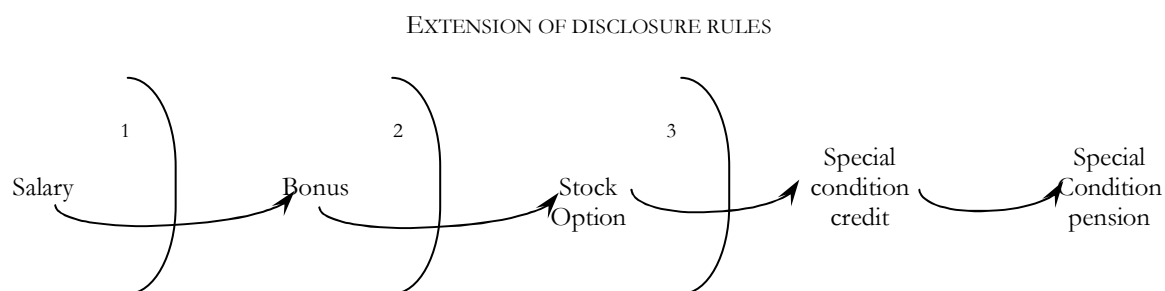 EXTENSION OF DISCLOSURE RULES
1
2
3
Salary
Bonus
Stock
Option
Special
condition
credit
Special
Condition
pension